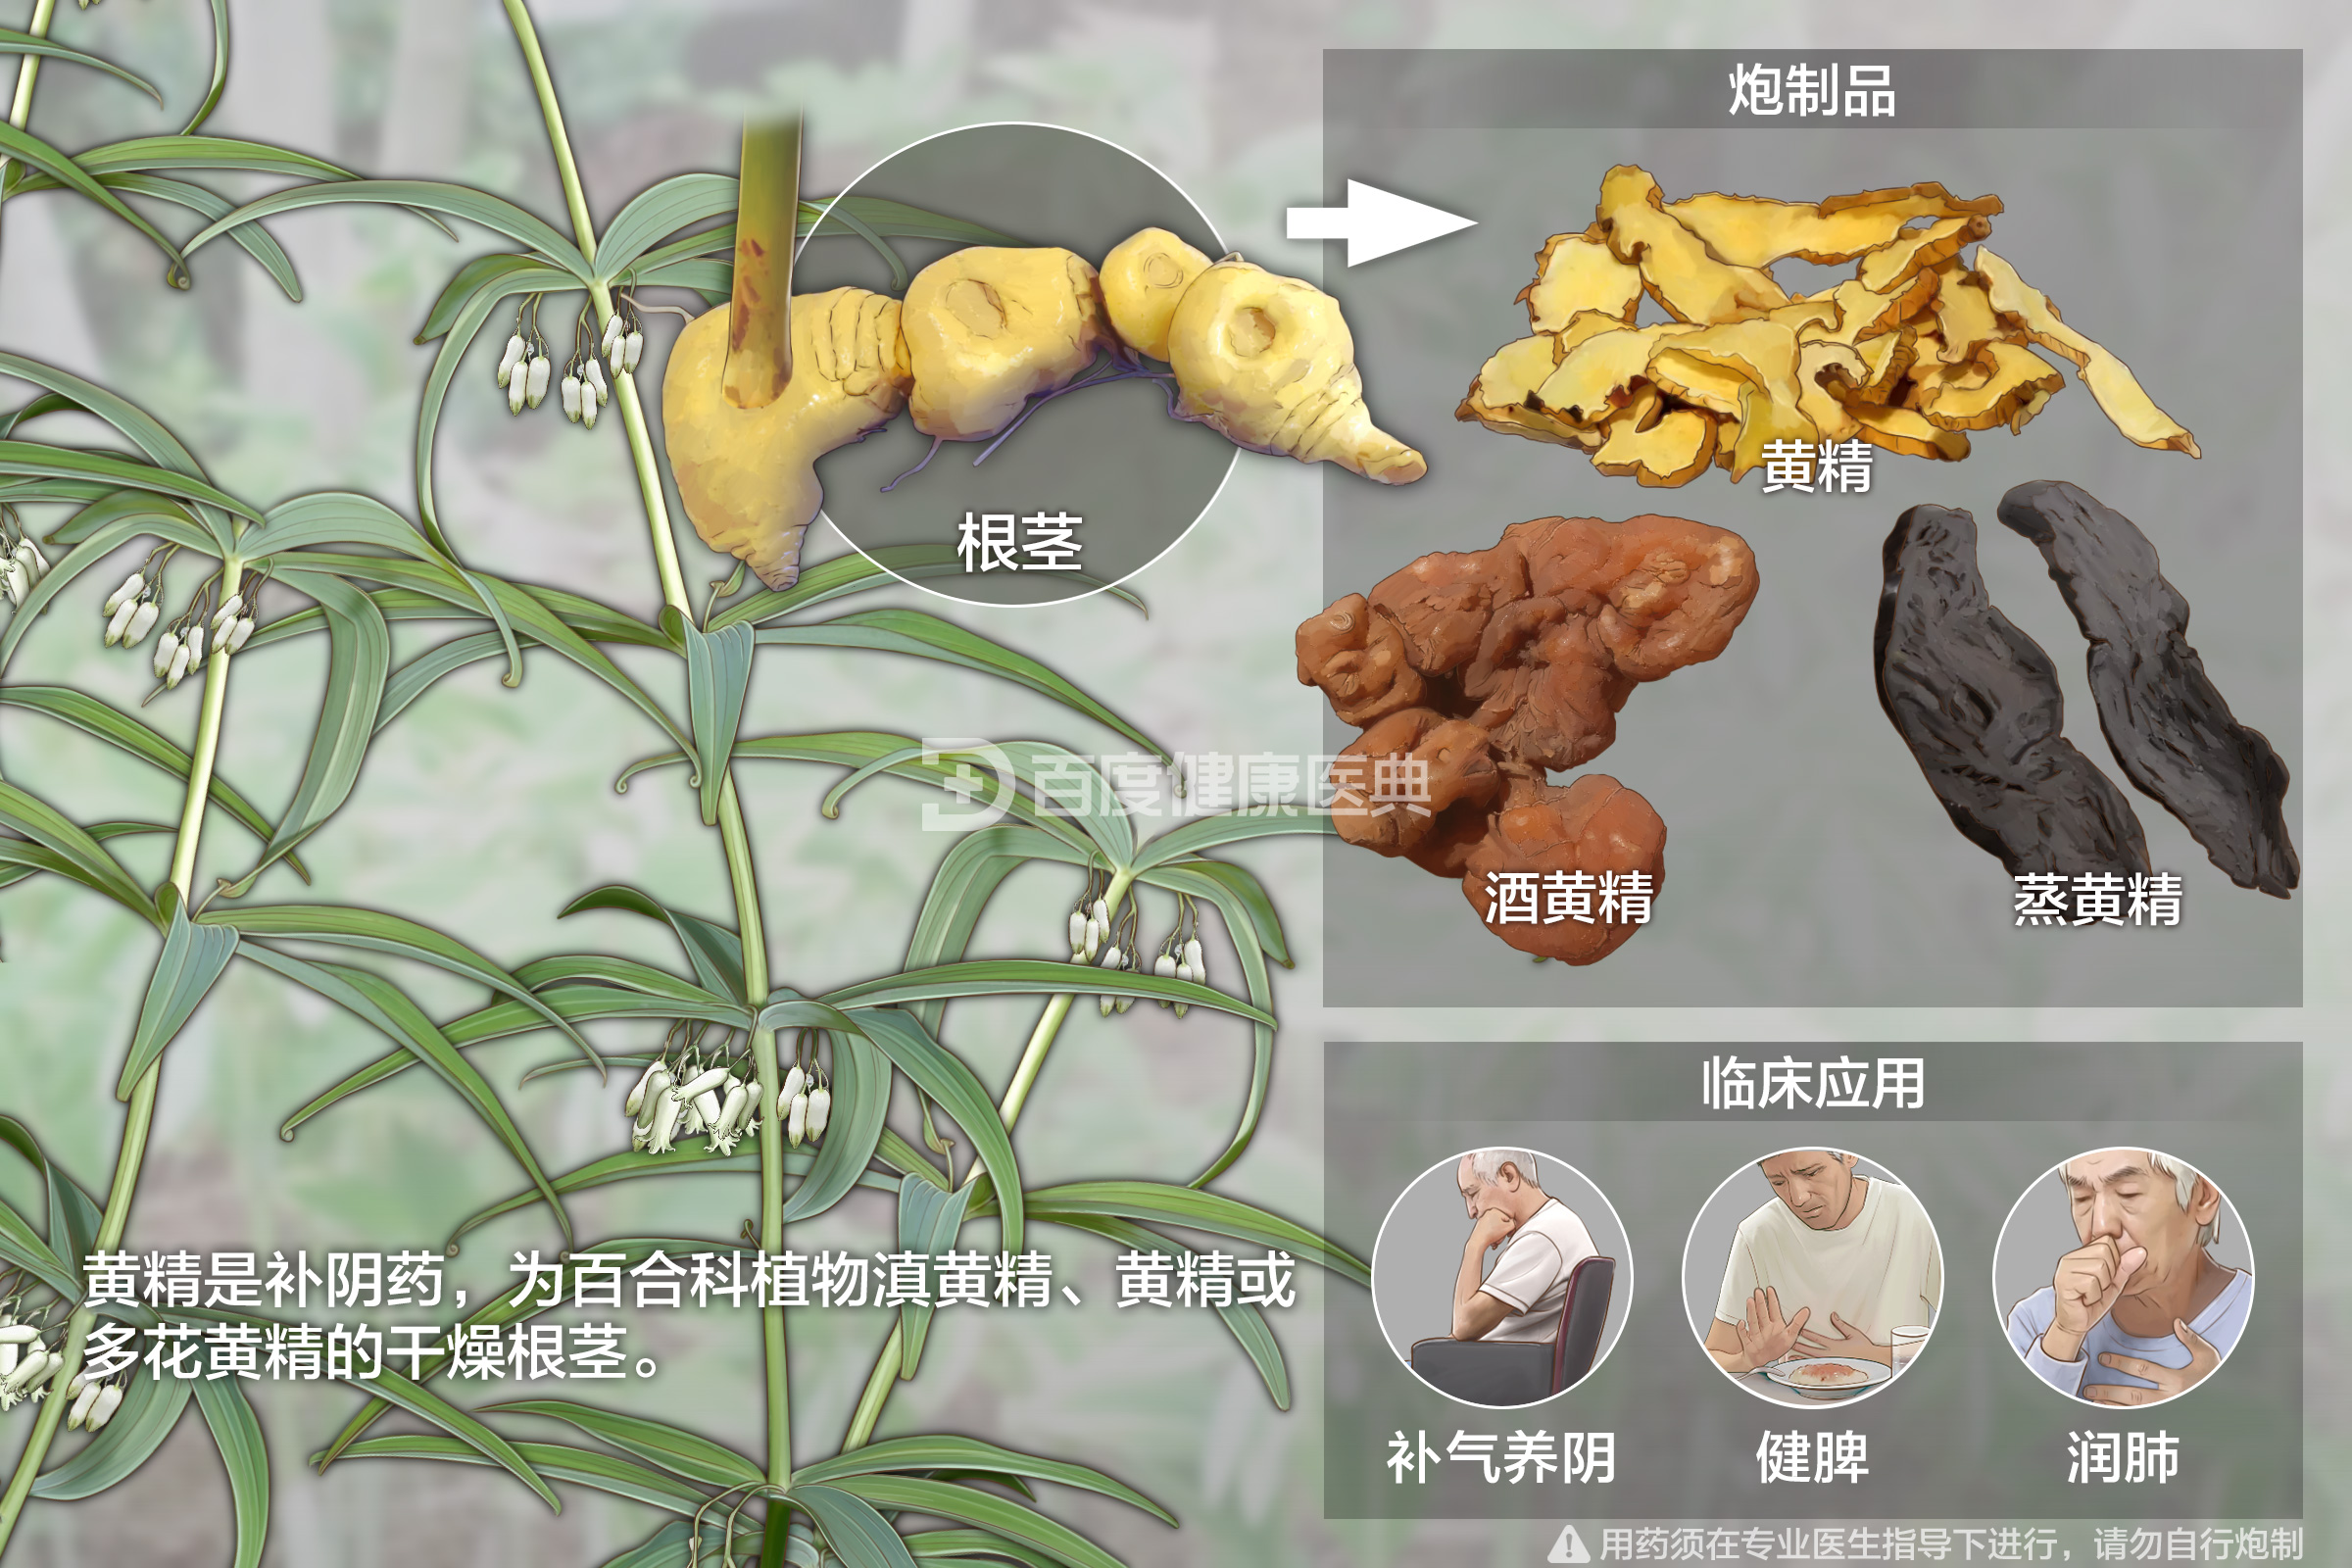 炮制品
根茎
黄精
酒黄精
蒸黄精
百度健康医典
临床应用
补气养阴
健脾
润肺
黄精是补阴药，为百合科植物滇黄精、黄精或
多花黄精的干燥根茎。
用药须在专业医生指导下进行，请勿自行炮制